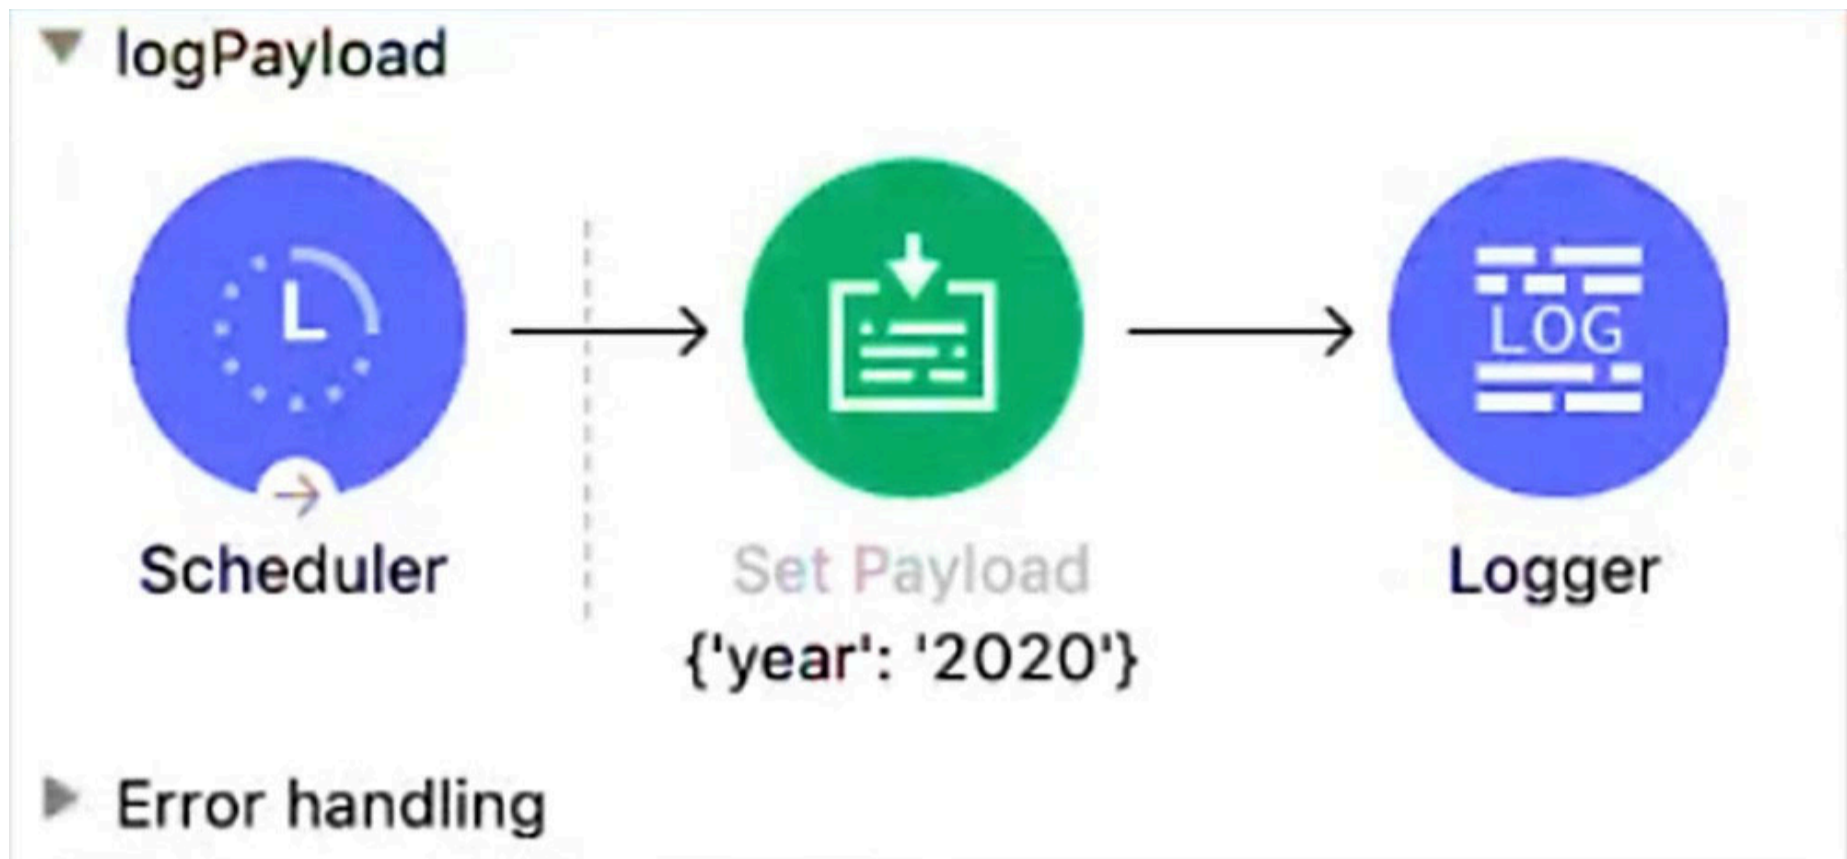 logPayload
LOG
Scheduler
Set Payload
Logger
{'year': '2020'}
Error handling